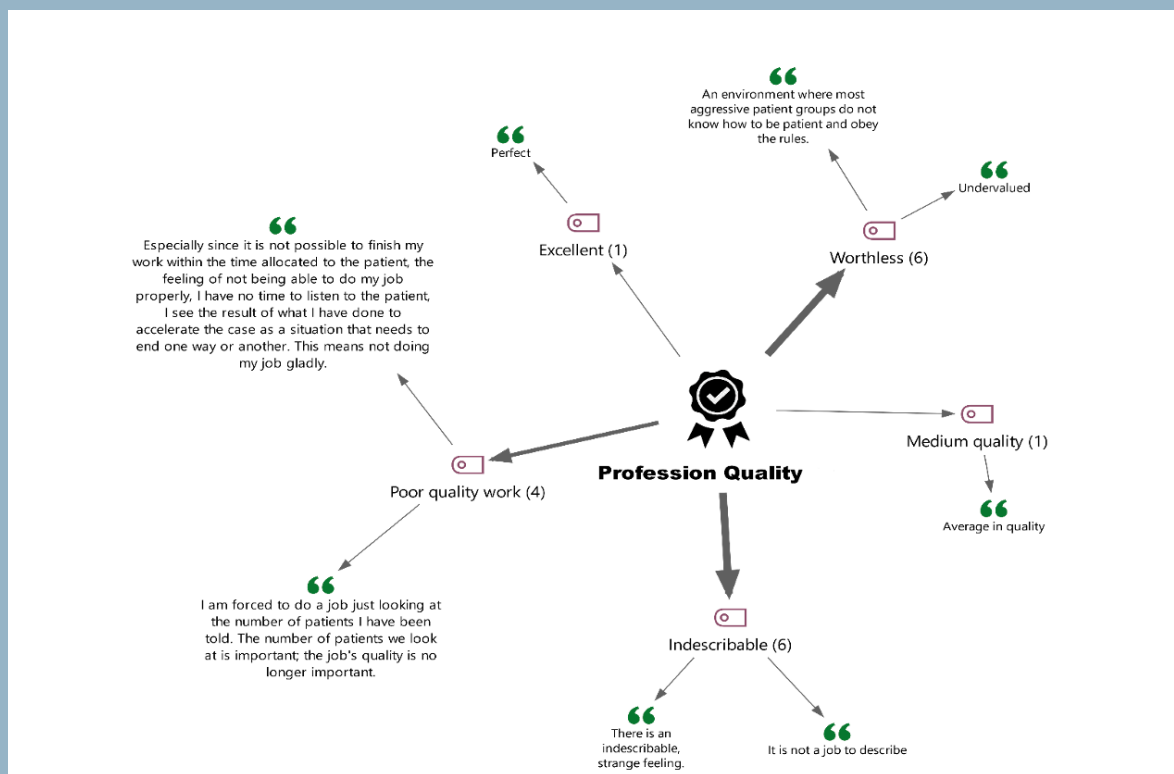 An environment where most
aggressive patient groups do not
know how to be patient and obey
the rules.
Perfect
Undervalued
Excellent (1)
Worthless (6)
Especially since it is not possible to finish my
work within the time allocated to the patient, the
feeling of not being able to do my job
properly, I have no time to listen to the patient,
I see the result of what I have done to
accelerate the case as a situation that needs to
end one way or another. This means not doing
my job gladly.
Medium quality (1)
Profession Quality
Poor quality work (4)
Average in quality
I am forced to do a job just looking at
the number of patients I have been
told. The number of patients we look
at is important; the job's quality is no
longer important.
Indescribable (6)
There is an
indescribable,
strange feeling.
It is not a job to describe